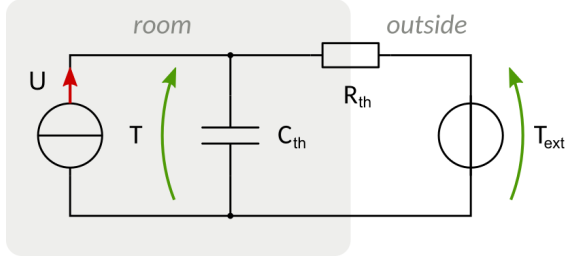 room
outside
U
T
C_th
R_th
T_ext